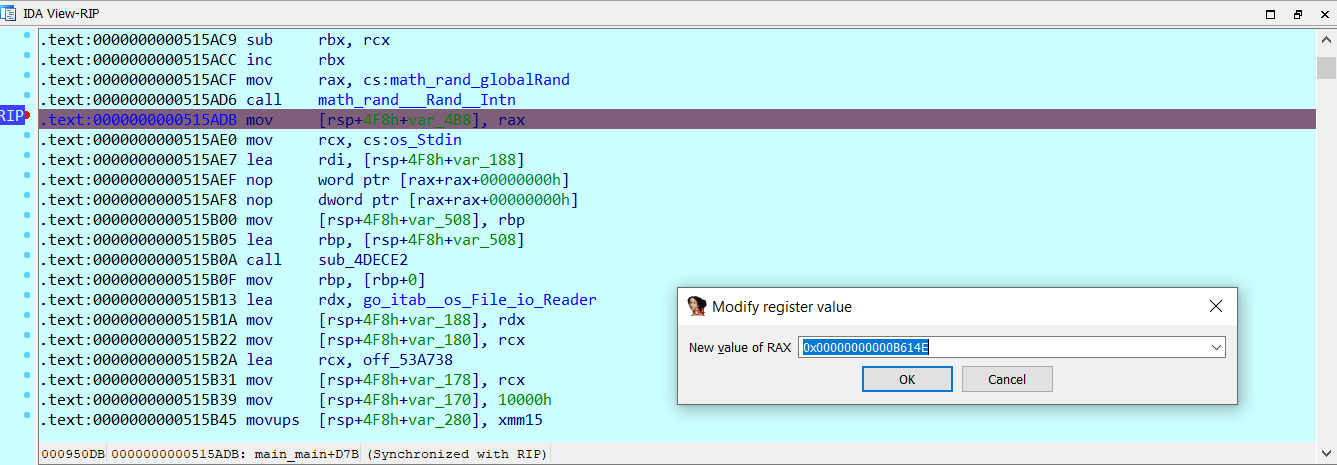 IDA View-RIP
.text:0000000000515AC9 sub rbx, rcx
.text:0000000000515ACC inc rbx
.text:0000000000515ACF mov rax, cs:math_rand_globalRand
.text:0000000000515AD6 call math_rand___Rand__Intn
RIP .text:0000000000515ADB mov [rsp+4F8h+var_4B8], rax
.text:0000000000515AE0 mov rcx, cs:os_Stdin
.text:0000000000515AE7 lea rdi, [rsp+4F8h+var_188]
.text:0000000000515AEF nop word ptr [rax+rax+00000000h]
.text:0000000000515AF8 nop dword ptr [rax+rax+00000000h]
.text:0000000000515B00 mov [rsp+4F8h+var_508], rbp
.text:0000000000515B05 lea rbp, [rsp+4F8h+var_508]
.text:0000000000515B0A call sub_4DECE2
.text:0000000000515B0F mov rbp, [rbp+0]
.text:0000000000515B13 lea rdx, go_itab__os_File_io_Reader
.text:0000000000515B1A mov [rsp+4F8h+var_188], rdx
.text:0000000000515B22 mov [rsp+4F8h+var_180], rcx
.text:0000000000515B2A lea rcx, off_53A738
.text:0000000000515B31 mov [rsp+4F8h+var_178], rcx
.text:0000000000515B39 mov [rsp+4F8h+var_170], 10000h
.text:0000000000515B45 movups [rsp+4F8h+var_280], xmm15
000950DB 0000000000515ADB: main_main+D7B (Synchronized with RIP)
Modify register value
New value of RAX 0x00000000000B614E
OK Cancel